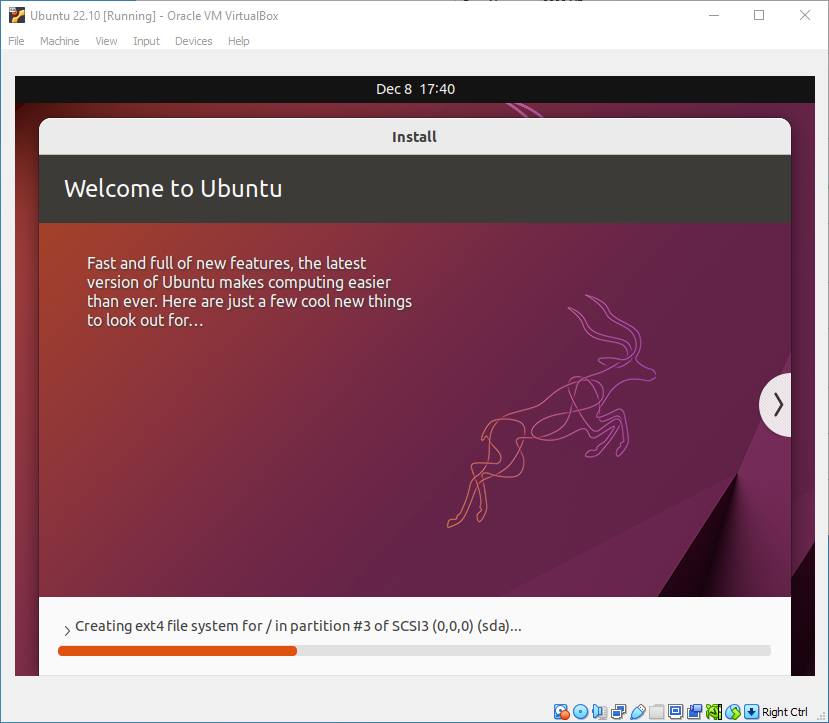 Ubuntu 22.10 [Running] - Oracle VM VirtualBox
File Machine View Input Devices Help
Dec 8 17:40
Install
Welcome to Ubuntu
Fast and full of new features, the latest
version of Ubuntu makes computing easier
than ever. Here are just a few cool new things
to look out for...
Creating ext4 file system for / in partition #3 of SCSI3 (0,0,0) (sda)...
Right Ctrl